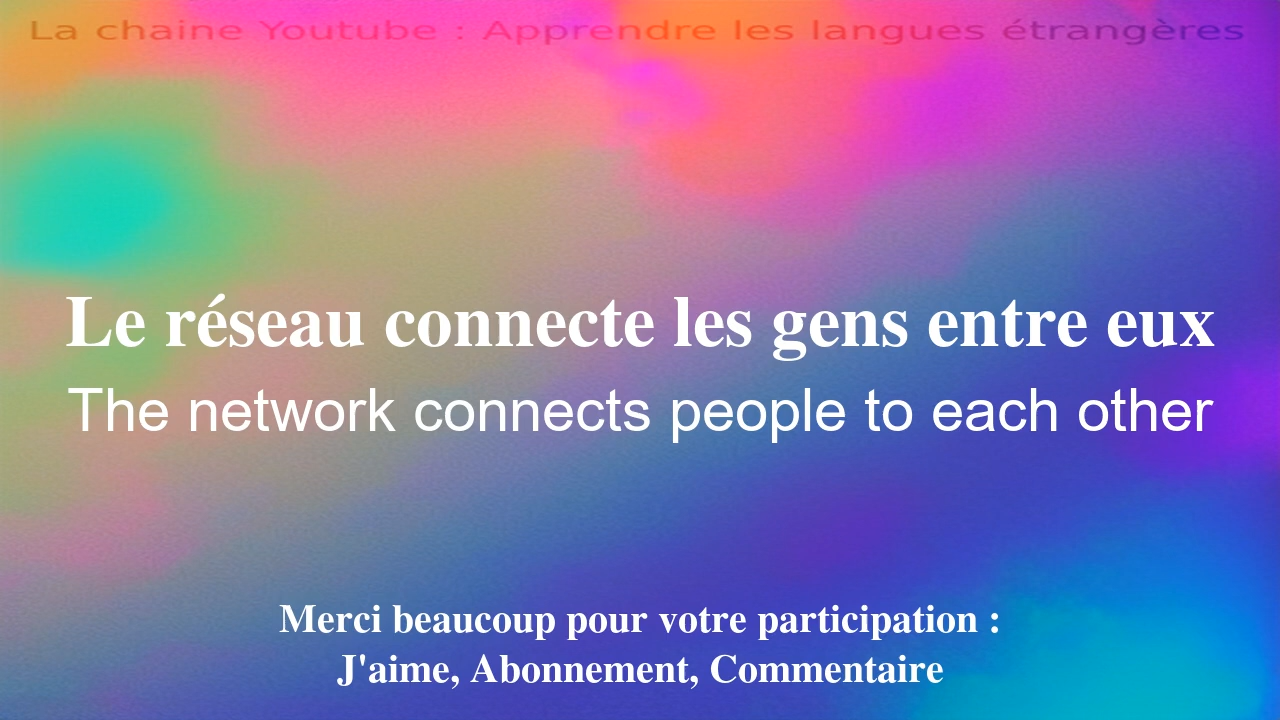 La chaine Youtube : Apprendre les langues étrangères
Le réseau connecte les gens entre eux
The network connects people to each other
Merci beaucoup pour votre participation :
J'aime, Abonnement, Commentaire